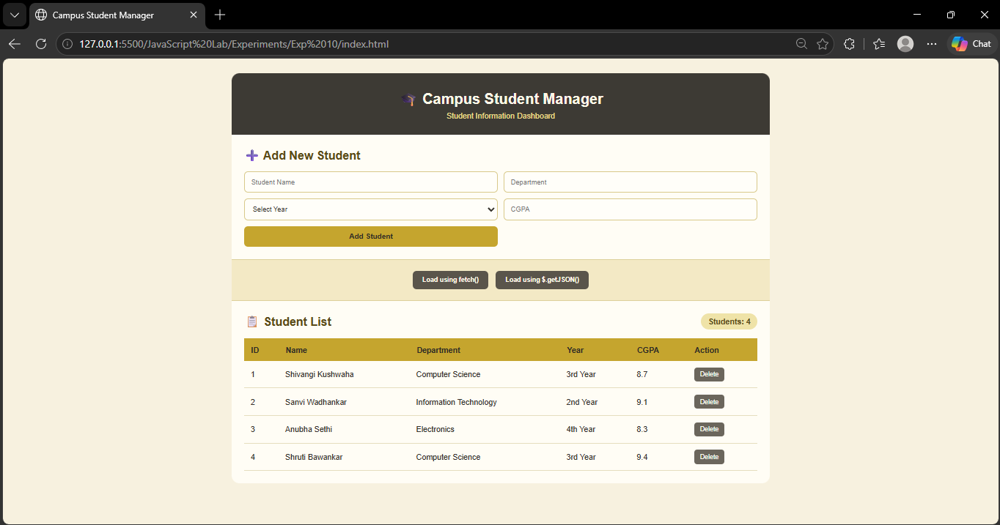 Campus Student Manager
127.0.0.1:5500/JavaScript%20Lab/Experiments/Exp%2010/index.html
Chat
Campus Student Manager
Student Information Dashboard
Add New Student
Student Name Department
Select Year CGPA
Add Student
Load using fetch() Load using $.getJSON()
Student List Students: 4
ID Name Department Year CGPA Action
1 Shivangi Kushwaha Computer Science 3rd Year 8.7 Delete
2 Sanvi Wadhankar Information Technology 2nd Year 9.1 Delete
3 Anubha Sethi Electronics 4th Year 8.3 Delete
4 Shruti Bawankar Computer Science 3rd Year 9.4 Delete